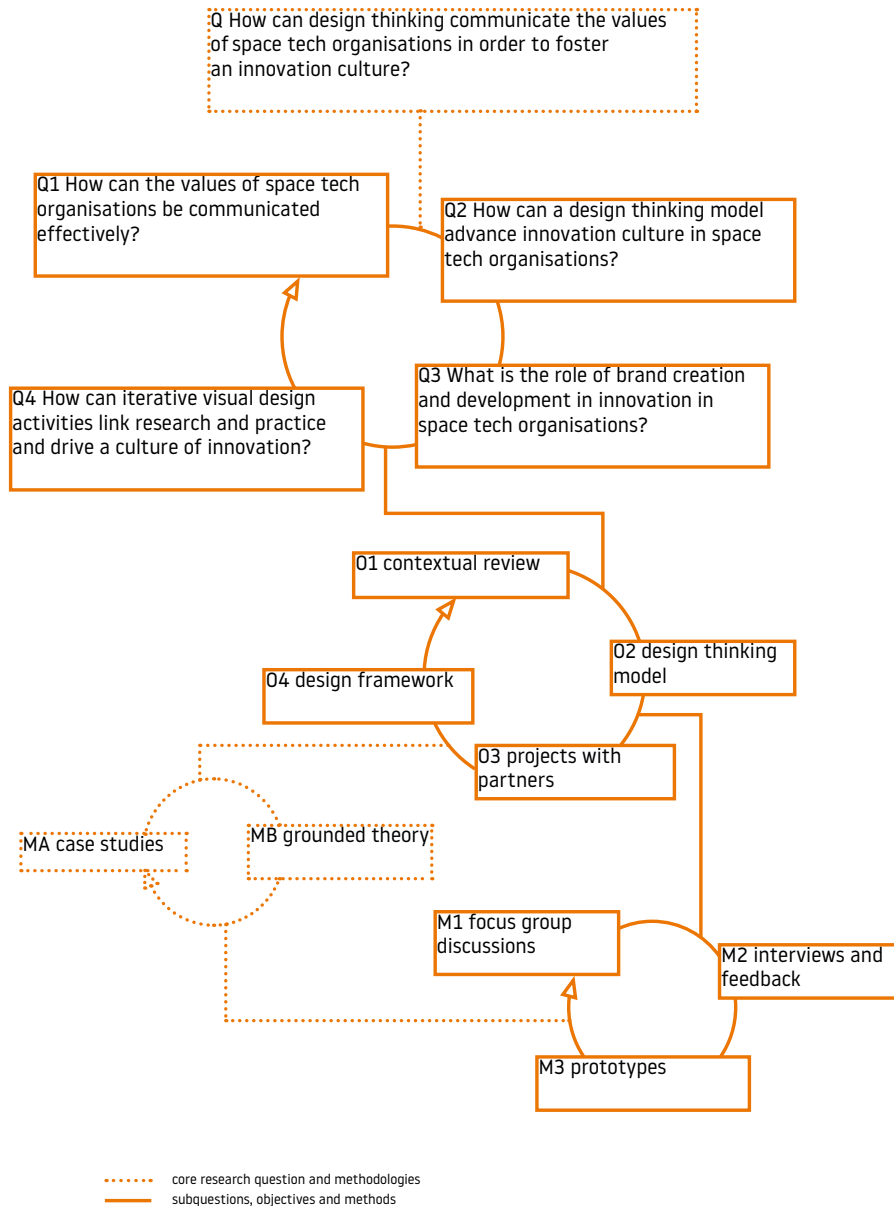 Q How can design thinking communicate the values
of space tech organisations in order to foster
an innovation culture?
Q1 How can the values of space tech
organisations be communicated
effectively?
Q2 How can a design thinking model
advance innovation culture in space
tech organisations?
Q3 What is the role of brand creation
and development in innovation in
space tech organisations?
Q4 How can iterative visual design
activities link research and practice
and drive a culture of innovation?
O1 contextual review
O2 design thinking
model
O4 design framework
O3 projects with
partners
MA case studies
MB grounded theory
M1 focus group
discussions
M2 interviews and
feedback
M3 prototypes
core research question and methodologies
subquestions, objectives and methods